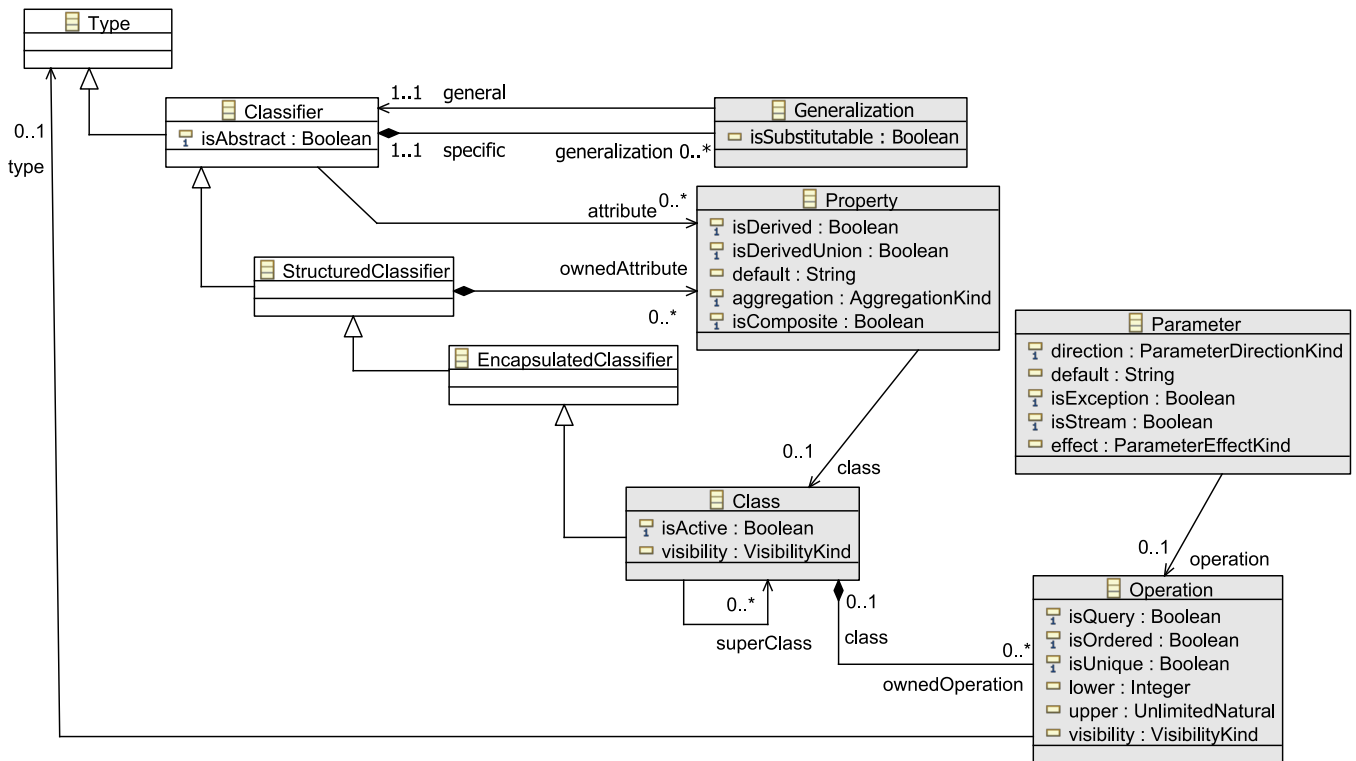 Type
Classifier
isAbstract : Boolean
1..1 general
Generalization
isSubstitutable : Boolean
1..1 specific
generalization 0..*
0..1
type
attribute
0..*
Property
isDerived : Boolean
isDerivedUnion : Boolean
default : String
aggregation : AggregationKind
isComposite : Boolean
StructuredClassifier
ownedAttribute
0..*
EncapsulatedClassifier
Parameter
direction : ParameterDirectionKind
default : String
isException : Boolean
isStream : Boolean
effect : ParameterEffectKind
0..1
class
Class
isActive : Boolean
visibility : VisibilityKind
0..*
superClass
0..1
class
0..1
operation
Operation
isQuery : Boolean
isOrdered : Boolean
isUnique : Boolean
lower : Integer
upper : UnlimitedNatural
visibility : VisibilityKind
0..*
ownedOperation